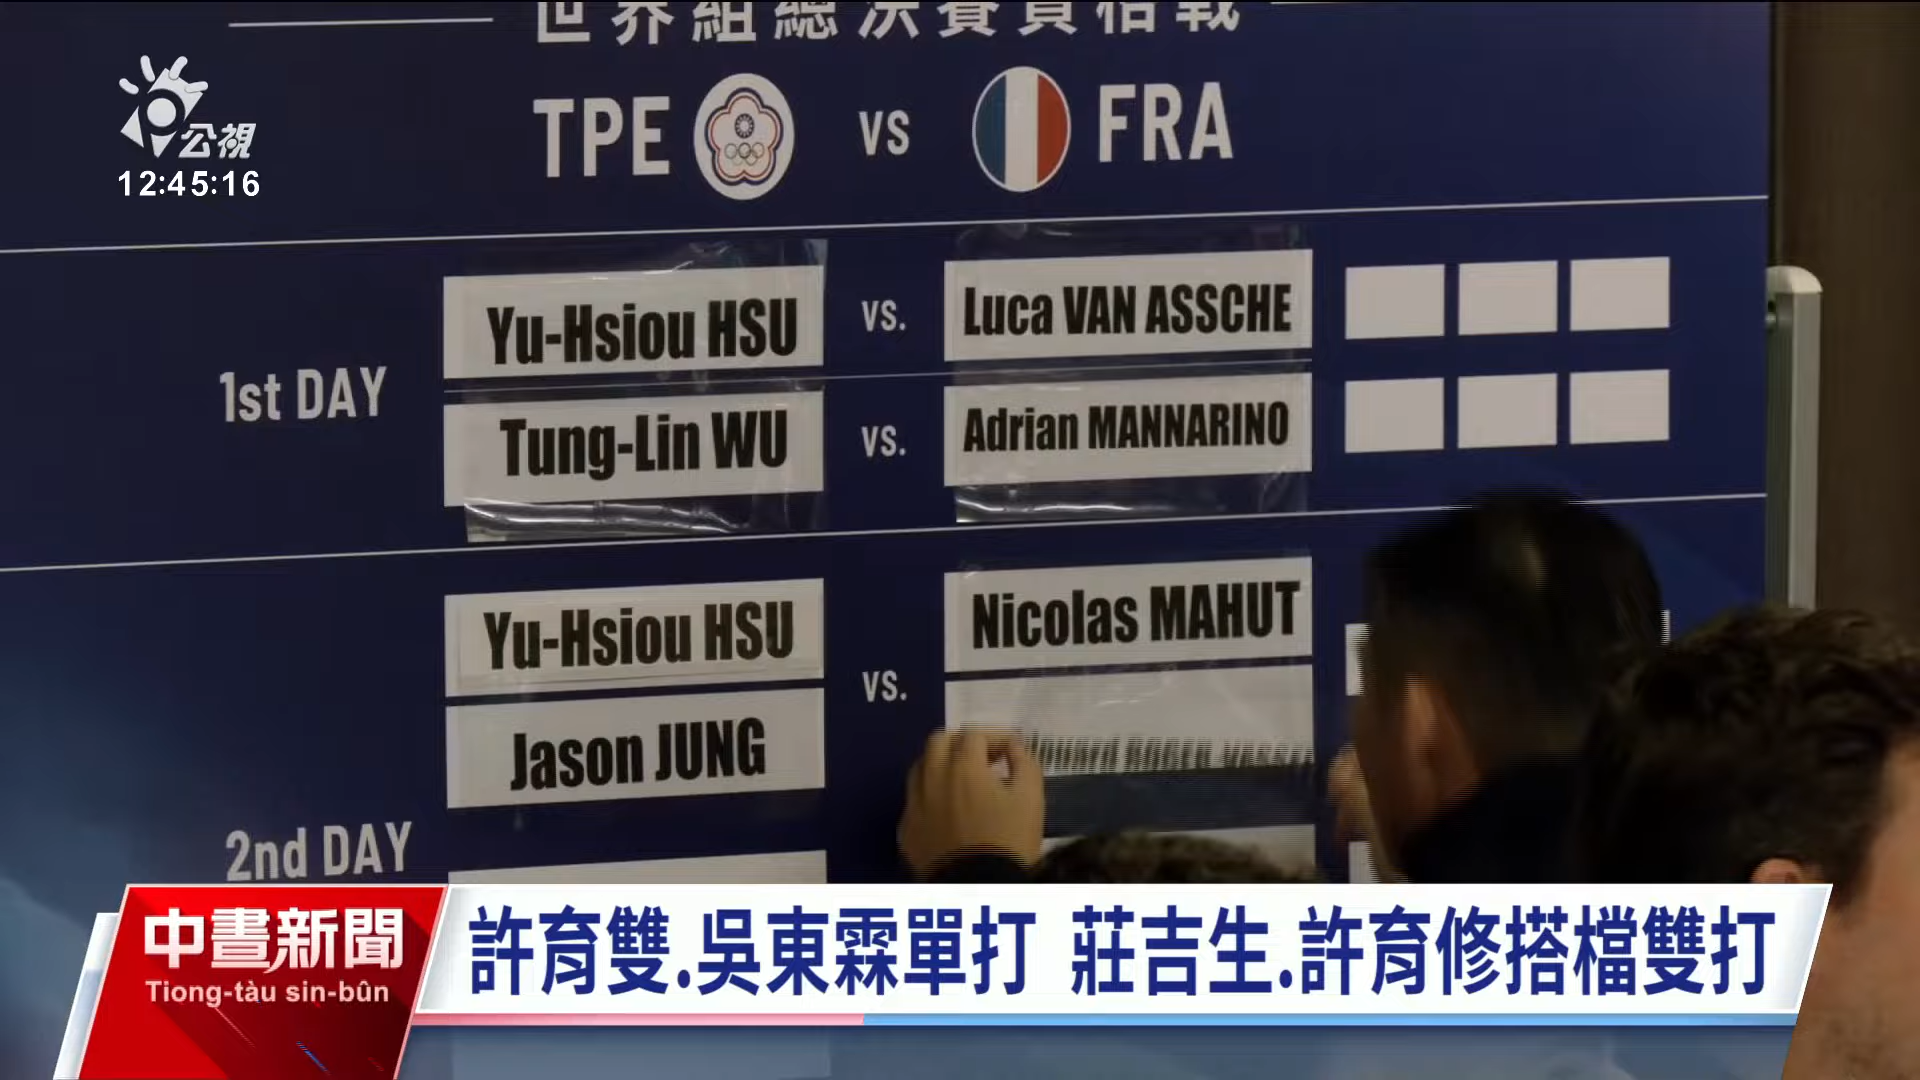 世界組總決賽資格戰
公視
12:45:16
TPE VS FRA
1st DAY
Yu-Hsiou HSU VS. Luca VAN ASSCHE
Tung-Lin WU VS. Adrian MANNARINO
Yu-Hsiou HSU VS. Nicolas MAHUT
Jason JUNG
2nd DAY
中晝新聞
Tiong-tàu sin-bûn
許育雙.吳東霖單打 莊吉生.許育修搭檔雙打